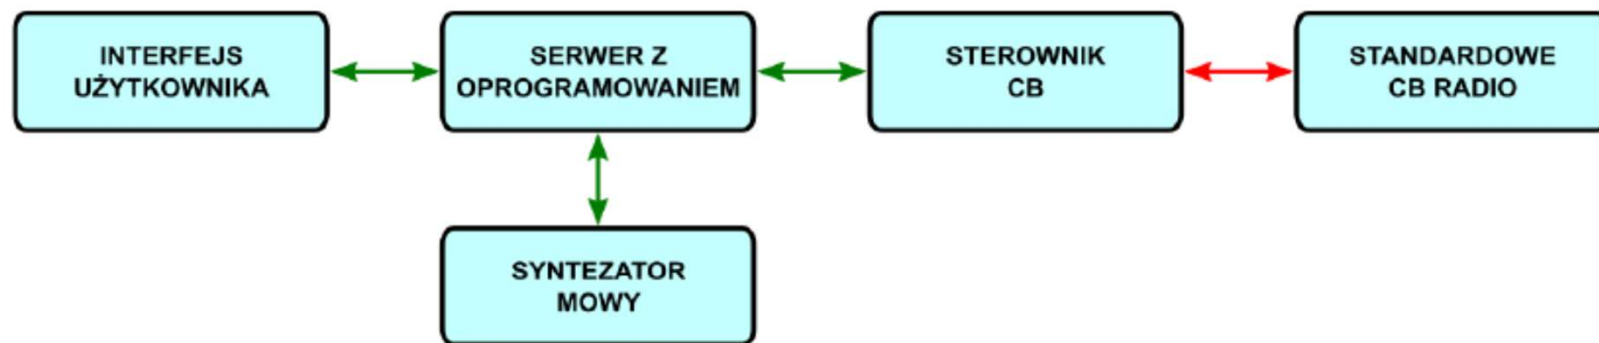 INTERFEJS
UŻYTKOWNIKA
SERWER Z
OPROGRAMOWANIEM
STEROWNIK
CB
STANDARDOWE
CB RADIO
SYNTEZATOR
MOWY